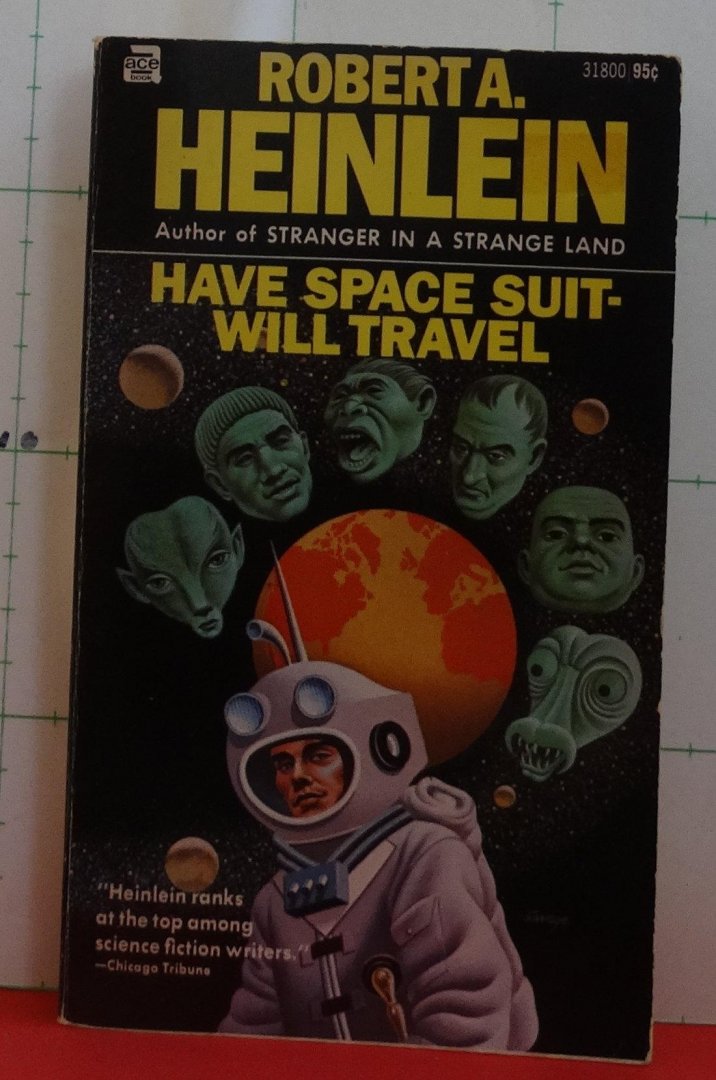 ace
book
31800 95¢
ROBERT A.
HEINLEIN
Author of STRANGER IN A STRANGE LAND
HAVE SPACE SUIT-
WILL TRAVEL
"Heinlein ranks
at the top among
science fiction writers."
—Chicago Tribune